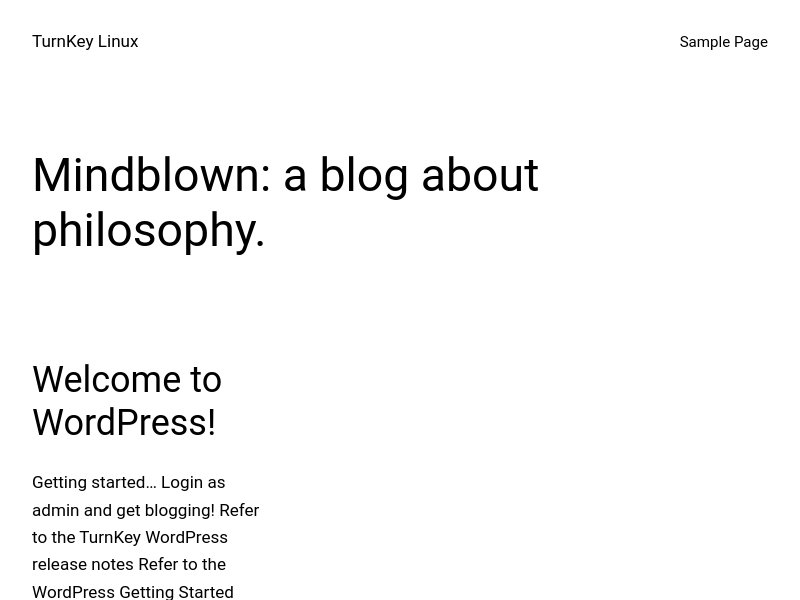 TurnKey Linux
Sample Page
Mindblown: a blog about
philosophy.
Welcome to
WordPress!
Getting started… Login as
admin and get blogging! Refer
to the TurnKey WordPress
release notes Refer to the
WordPress Getting Started